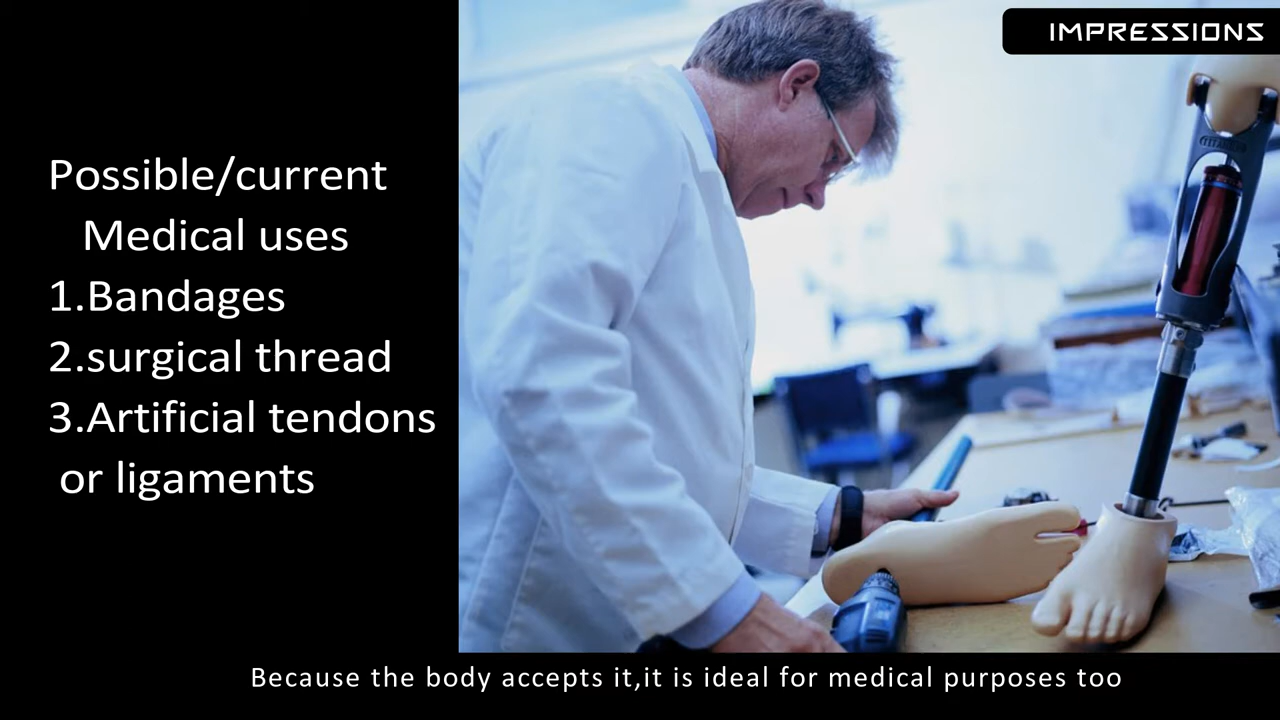 IMPRESSIONS
Possible/current
Medical uses
1.Bandages
2.surgical thread
3.Artificial tendons
or ligaments
Because the body accepts it,it is ideal for medical purposes too